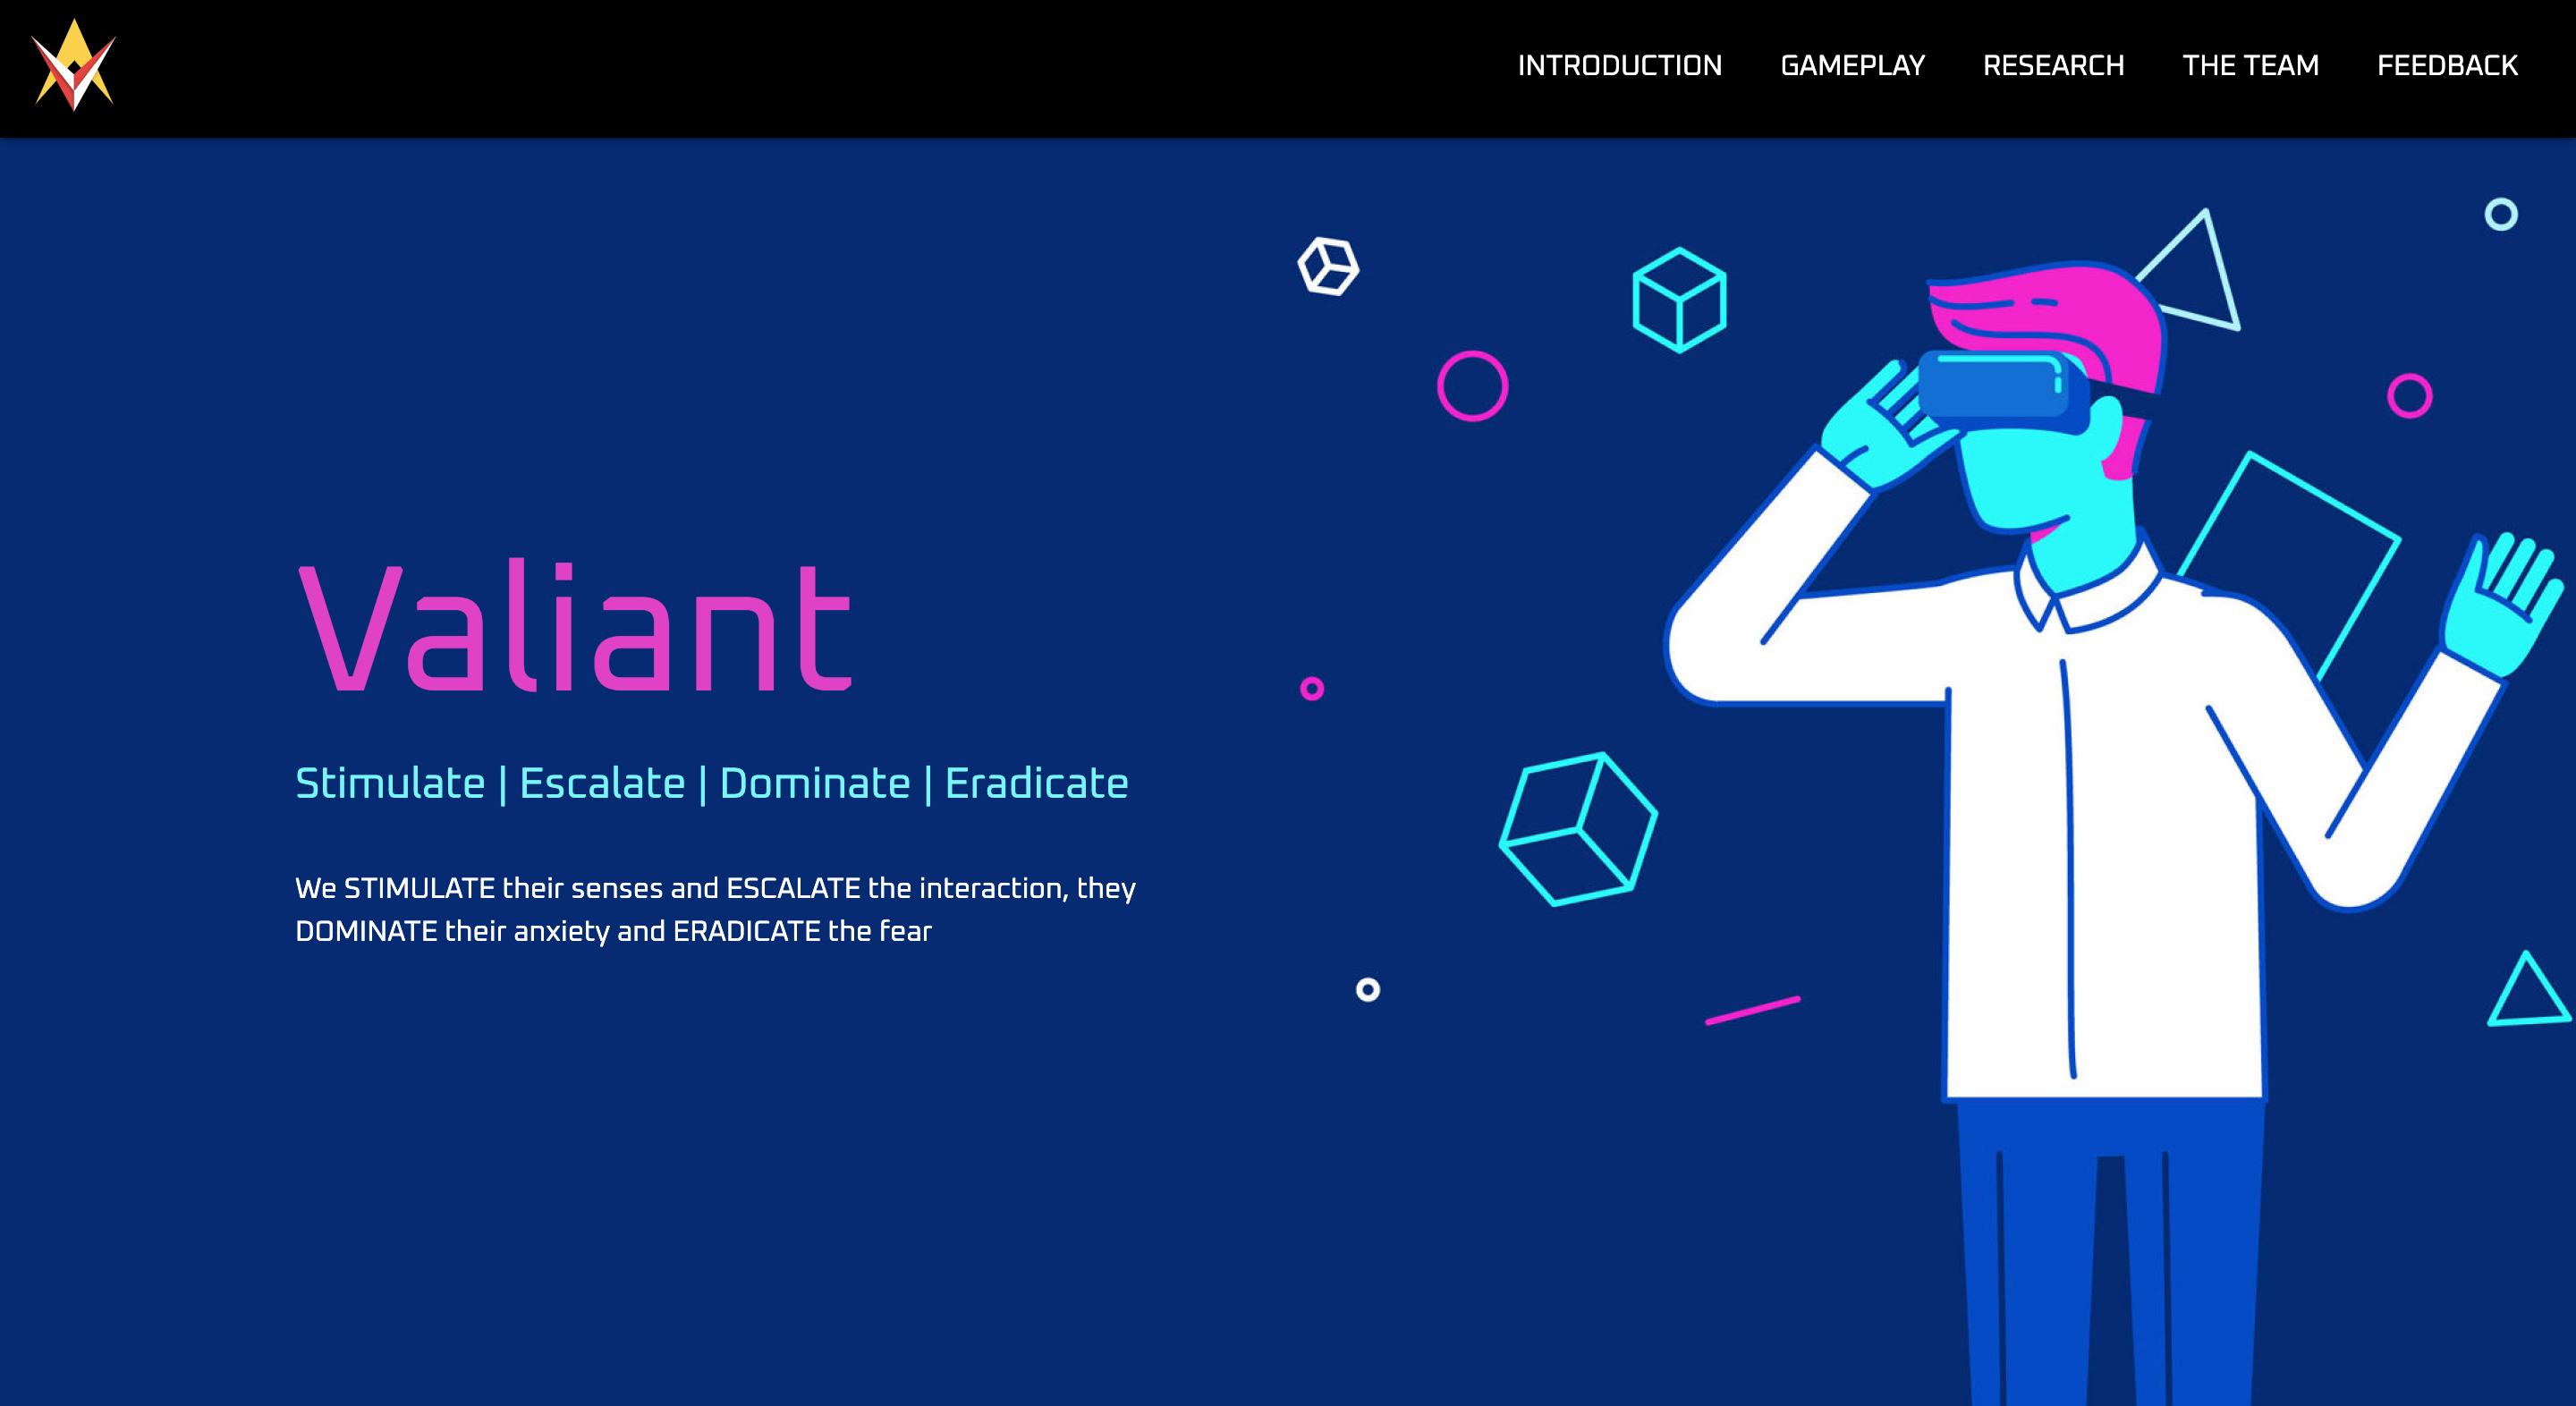 INTRODUCTION GAMEPLAY RESEARCH THE TEAM FEEDBACK
Valiant
Stimulate | Escalate | Dominate | Eradicate
We STIMULATE their senses and ESCALATE the interaction, they
DOMINATE their anxiety and ERADICATE the fear